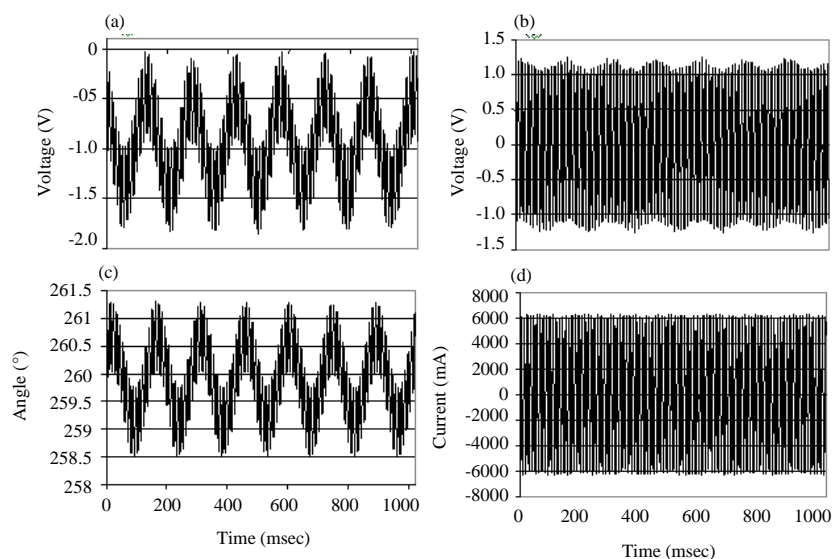 (a)
0
-05
-1.0
-1.5
-2.0
Voltage (V)
(b)
1.5
1.0
0.5
0
-0.5
-1.0
-1.5
Voltage (V)
(c)
261.5
261
260.5
260
259.5
259
258.5
258
Angle (°)
0 200 400 600 800 1000
Time (msec)
(d)
8000
6000
4000
2000
0
-2000
-4000
-6000
-8000
Current (mA)
0 200 400 600 800 1000
Time (msec)